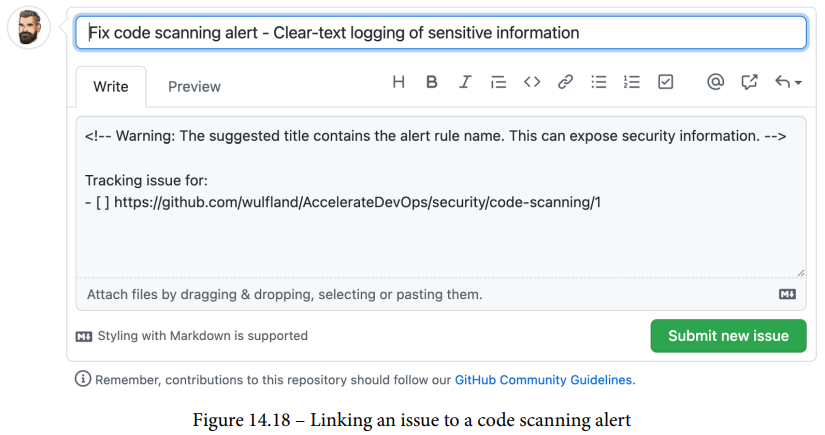 Fix code scanning alert - Clear-text logging of sensitive information
Write Preview
<!-- Warning: The suggested title contains the alert rule name. This can expose security information. -->
Tracking issue for:
- [ ] https://github.com/wulfland/AccelerateDevOps/security/code-scanning/1
Attach files by dragging & dropping, selecting or pasting them.
Styling with Markdown is supported
Submit new issue
Remember, contributions to this repository should follow our GitHub Community Guidelines.
Figure 14.18 – Linking an issue to a code scanning alert